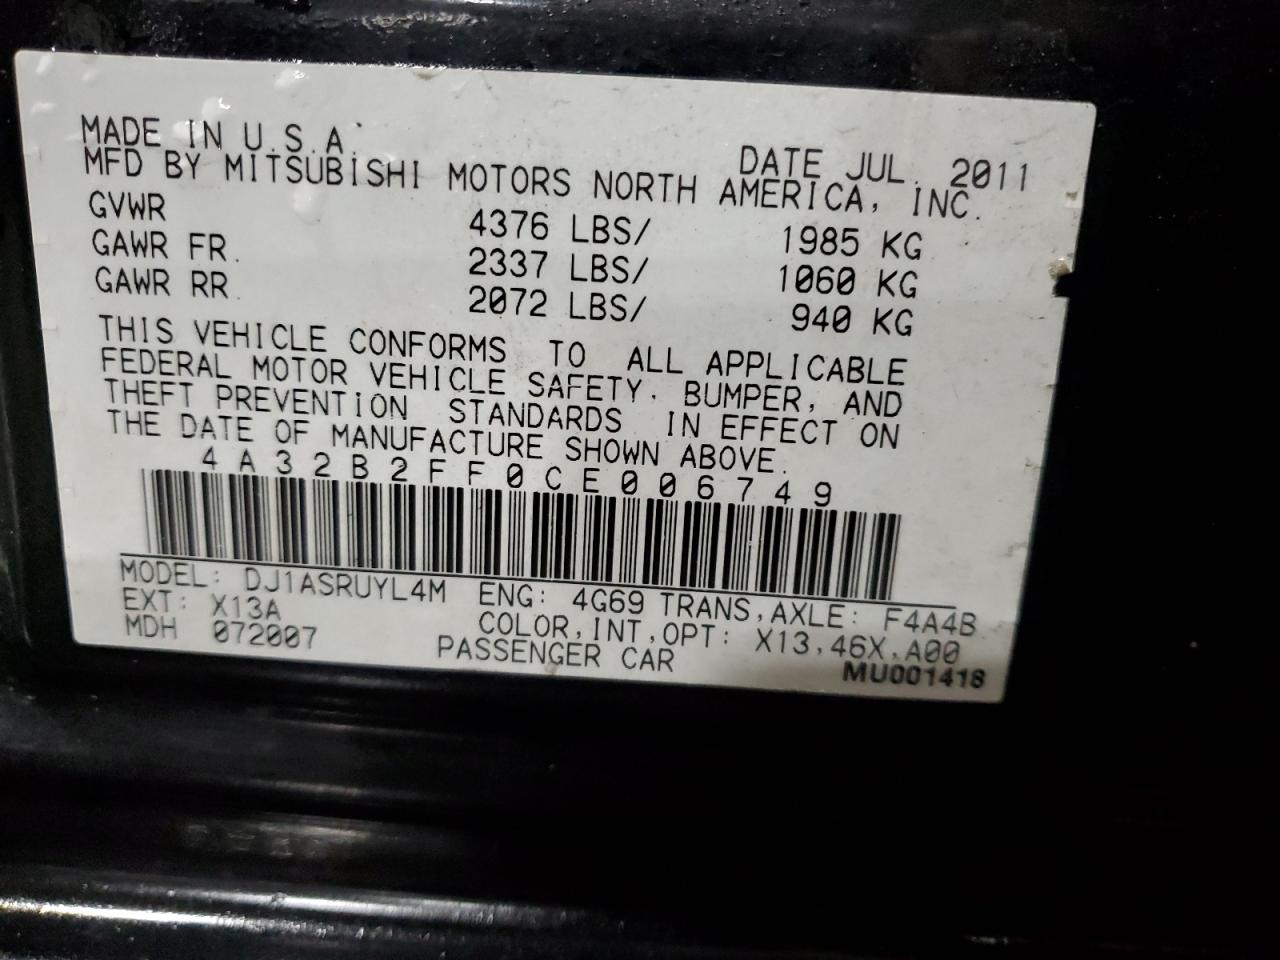 MADE IN U.S.A. DATE JUL. 2011
MFD BY MITSUBISHI MOTORS NORTH AMERICA, INC.
GVWR 4376 LBS/ 1985 KG
GAWR FR. 2337 LBS/ 1060 KG
GAWR RR. 2072 LBS/ 940 KG
THIS VEHICLE CONFORMS TO ALL APPLICABLE
FEDERAL MOTOR VEHICLE SAFETY, BUMPER, AND
THEFT PREVENTION STANDARDS IN EFFECT ON
THE DATE OF MANUFACTURE SHOWN ABOVE.
4A32B2FF0CE006749
MODEL: DJ1ASRUYL4M ENG: 4G69 TRANS,AXLE: F4A4B
EXT: X13A COLOR,INT,OPT: X13,46X,A00
MDH 072007 PASSENGER CAR MU001418